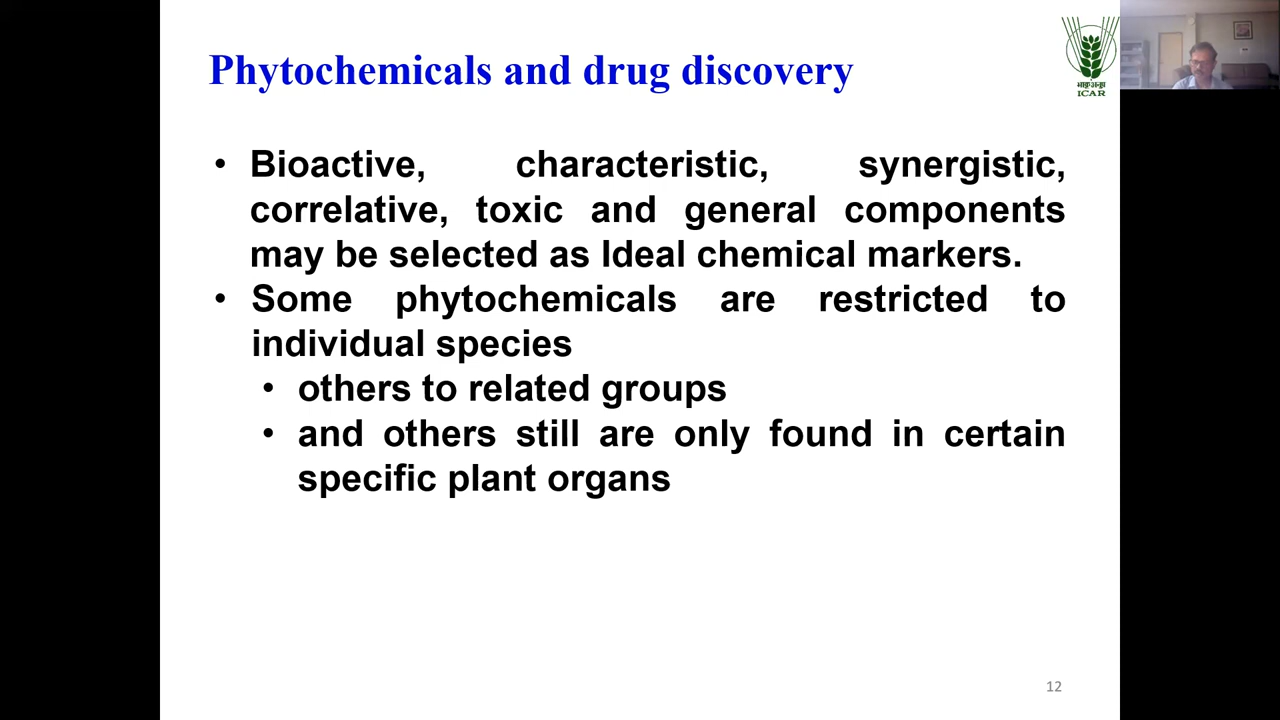 Phytochemicals and drug discovery
भाकृअनुप
ICAR
• Bioactive, characteristic, synergistic,
correlative, toxic and general components
may be selected as Ideal chemical markers.
• Some phytochemicals are restricted to
individual species
• others to related groups
• and others still are only found in certain
specific plant organs
12